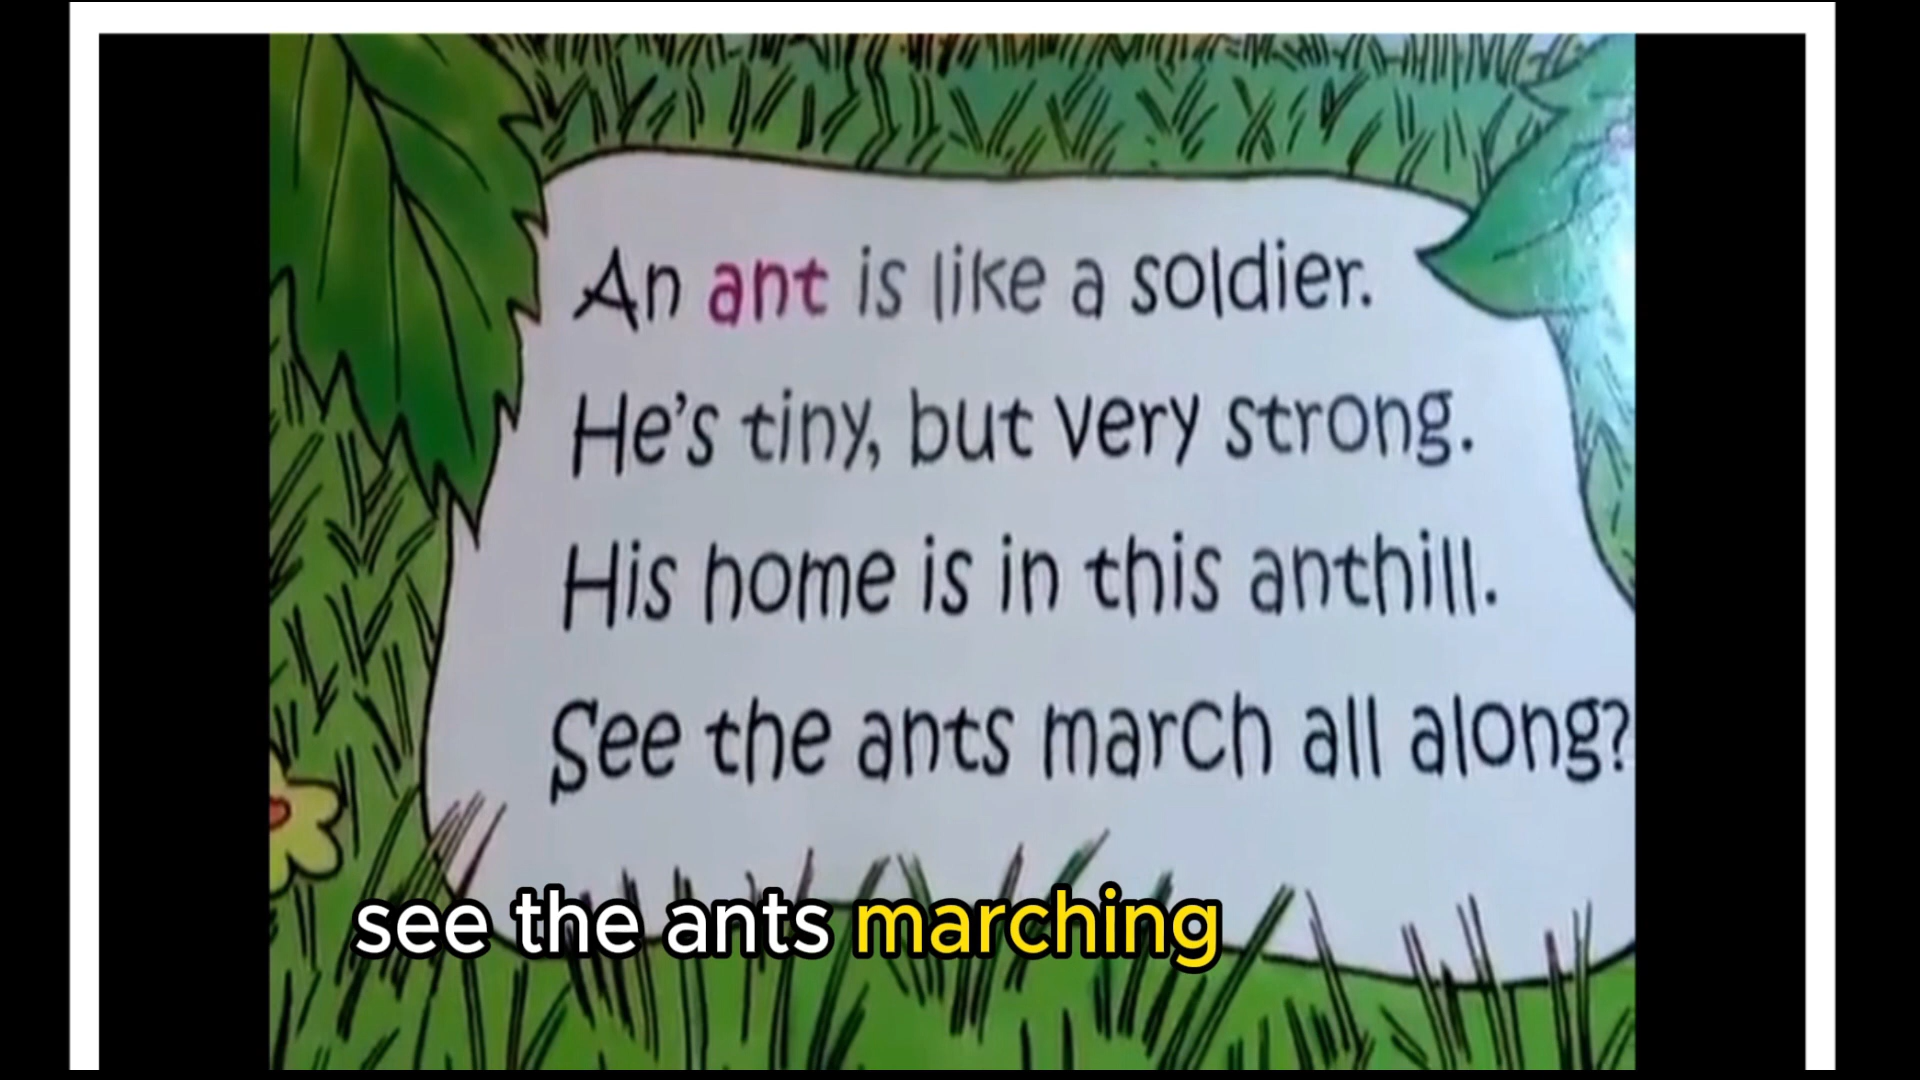 An ant is like a soldier.
He's tiny, but very strong.
His home is in this anthill.
See the ants march all along?
see the ants marching